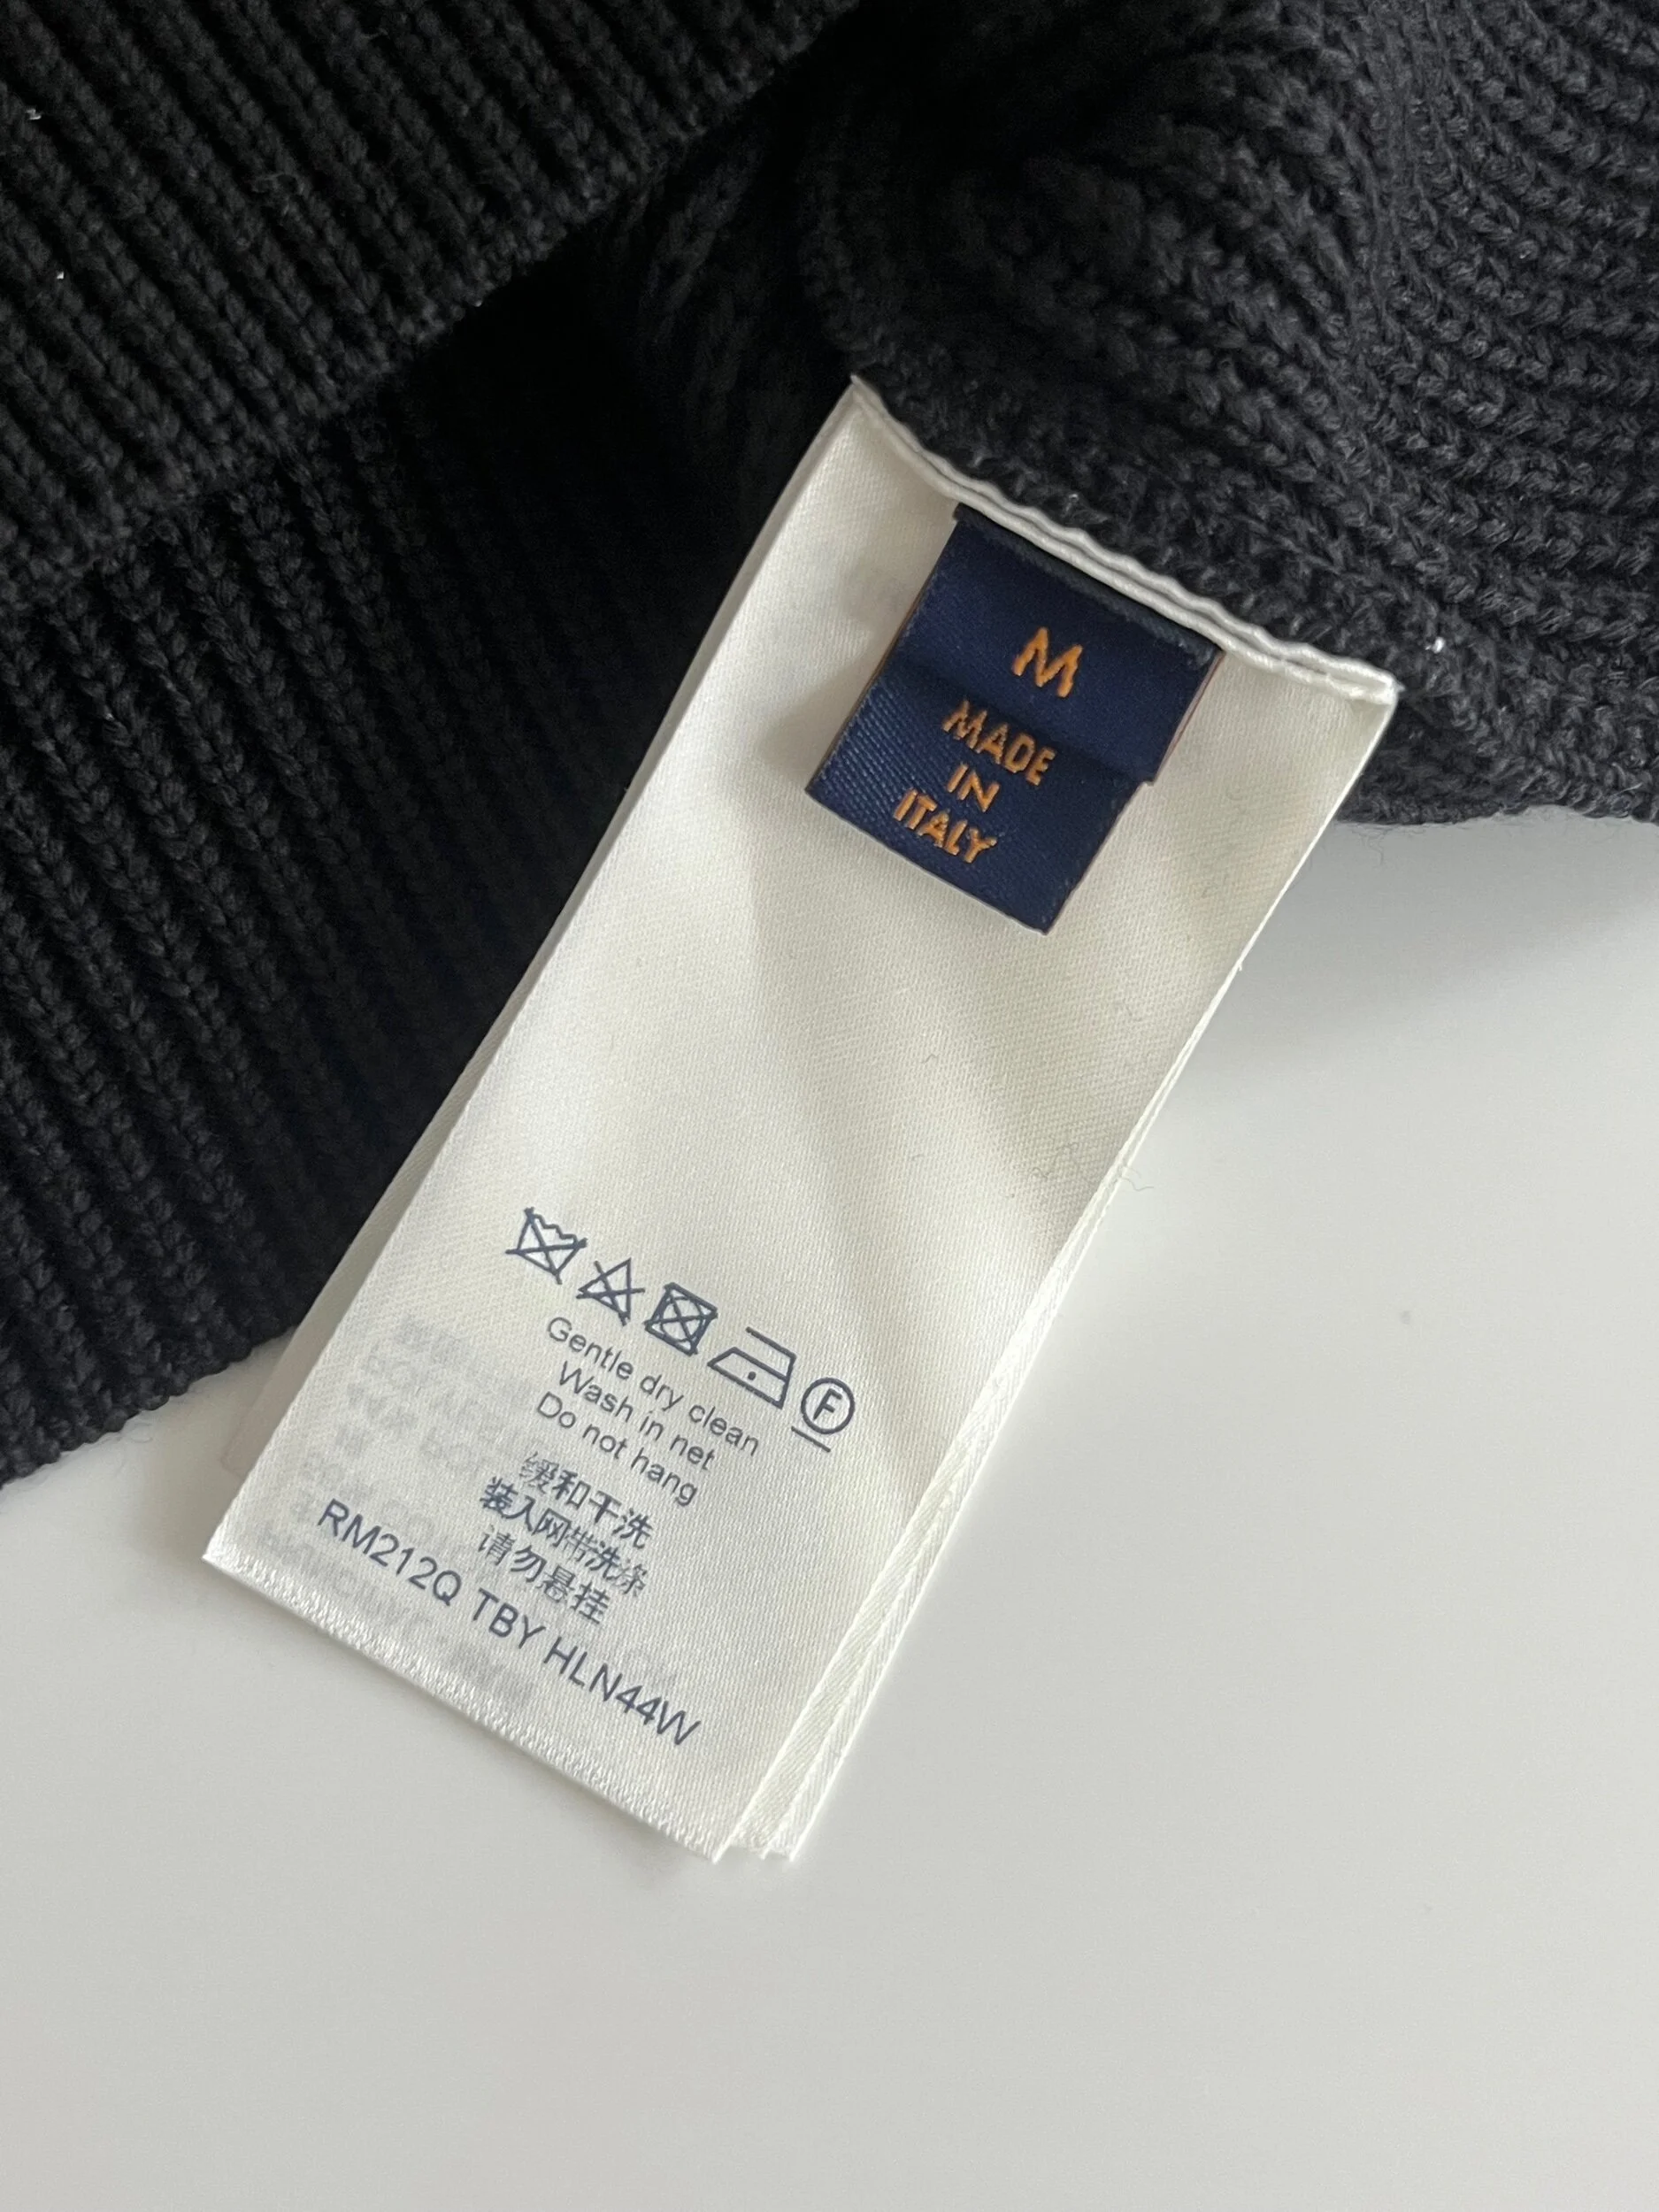 M
MADE
IN
ITALY
F
Gentle dry clean
Wash in net
Do not hang
缓和干洗
装入网带洗涤
请勿悬挂
RM212Q TBY HLN44W